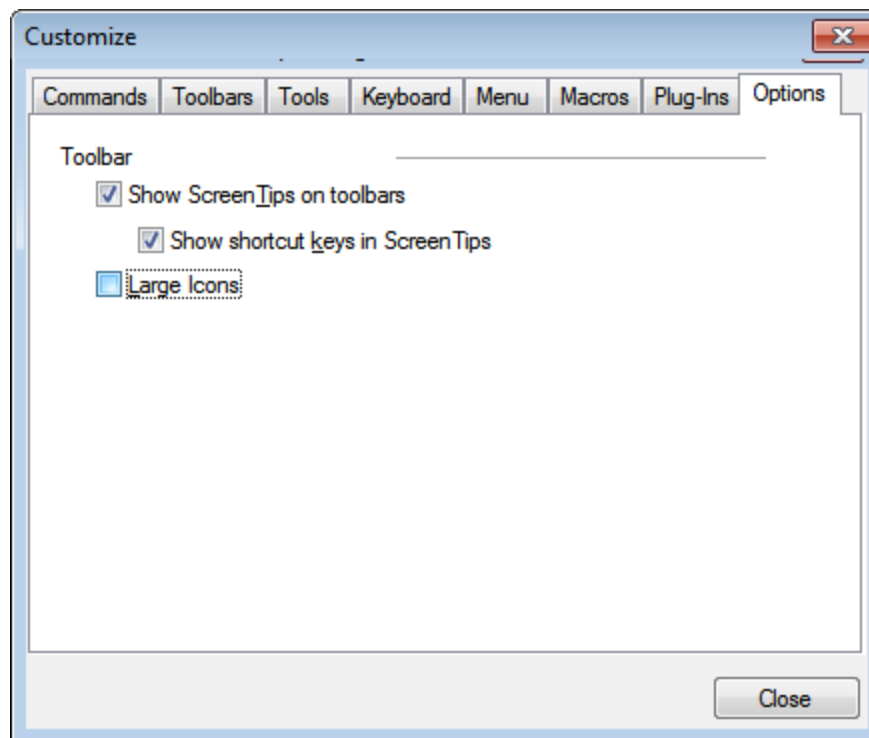 Customize
Commands Toolbars Tools Keyboard Menu Macros Plug-Ins Options
Toolbar
Show ScreenTips on toolbars
Show shortcut keys in ScreenTips
Large Icons
Close